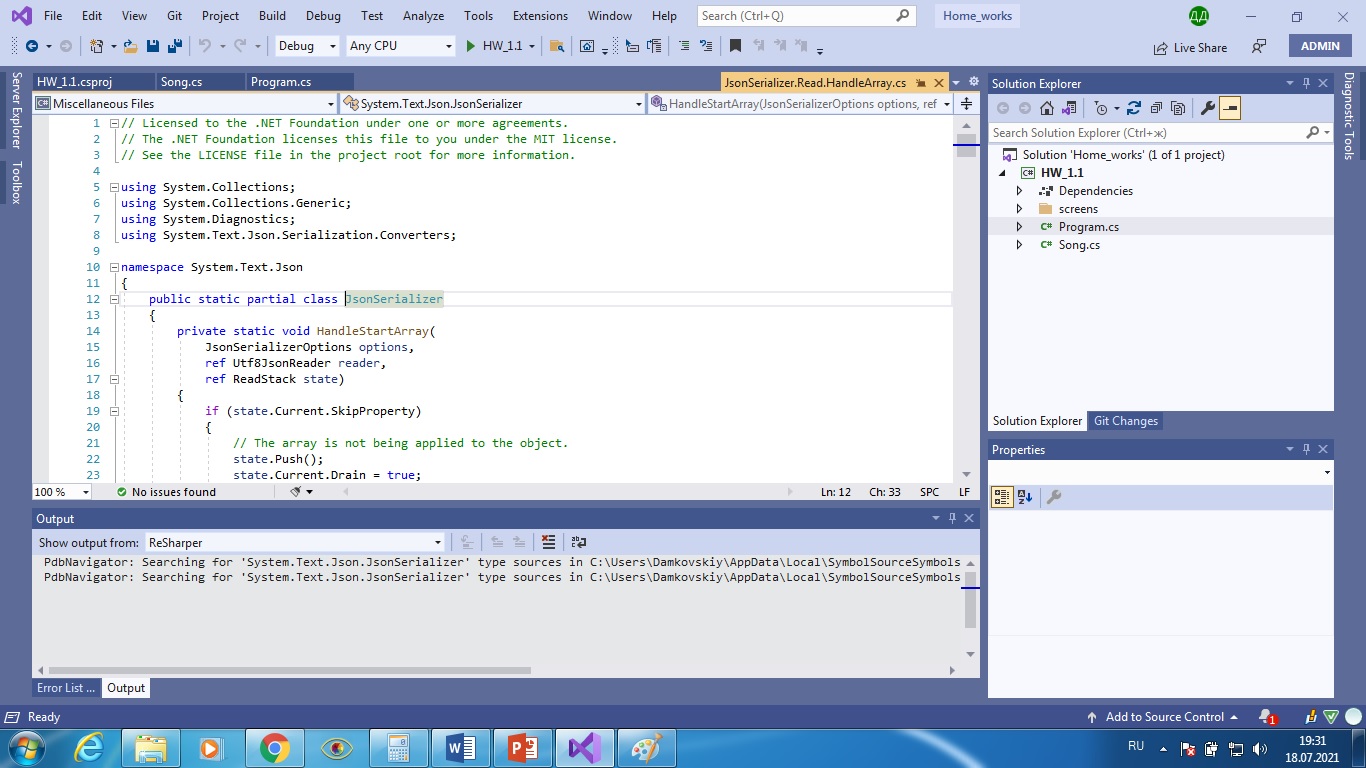 File Edit View Git Project Build Debug Test Analyze Tools Extensions Window Help Search (Ctrl+Q) Home_works ДД
Debug Any CPU HW_1.1 Live Share ADMIN
Server Explorer
Toolbox
HW_1.1.csproj Song.cs Program.cs JsonSerializer.Read.HandleArray.cs
Miscellaneous Files System.Text.Json.JsonSerializer HandleStartArray(JsonSerializerOptions options, ref
1 // Licensed to the .NET Foundation under one or more agreements.
2 // The .NET Foundation licenses this file to you under the MIT license.
3 // See the LICENSE file in the project root for more information.
4
5 using System.Collections;
6 using System.Collections.Generic;
7 using System.Diagnostics;
8 using System.Text.Json.Serialization.Converters;
9
10 namespace System.Text.Json
11 {
12 public static partial class JsonSerializer
13 {
14 private static void HandleStartArray(
15 JsonSerializerOptions options,
16 ref Utf8JsonReader reader,
17 ref ReadStack state)
18 {
19 if (state.Current.SkipProperty)
20 {
21 // The array is not being applied to the object.
22 state.Push();
23 state.Current.Drain = true;
100 % No issues found Ln: 12 Ch: 33 SPC LF
Output
Show output from: ReSharper
PdbNavigator: Searching for 'System.Text.Json.JsonSerializer' type sources in C:\Users\Damkovskiy\AppData\Local\SymbolSourceSymbols
PdbNavigator: Searching for 'System.Text.Json.JsonSerializer' type sources in C:\Users\Damkovskiy\AppData\Local\SymbolSourceSymbols
Error List ... Output
Solution Explorer
Search Solution Explorer (Ctrl+ж)
Solution 'Home_works' (1 of 1 project)
C# HW_1.1
Dependencies
screens
C# Program.cs
C# Song.cs
Solution Explorer Git Changes
Properties
Diagnostic Tools
Ready Add to Source Control 1
RU 19:31
18.07.2021